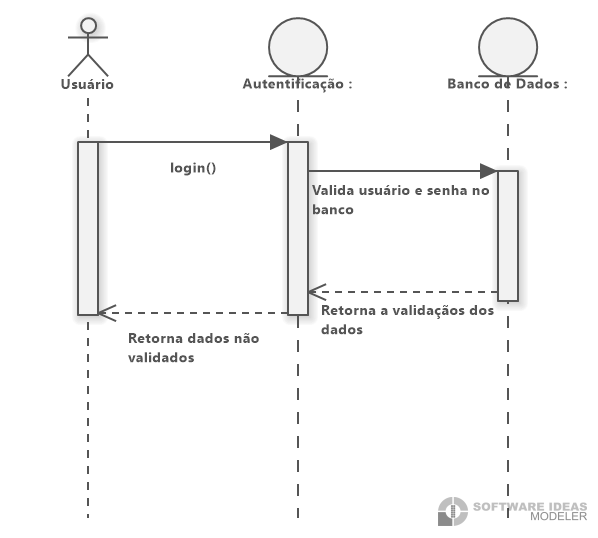 Usuário
Autentificação :
Banco de Dados :
login()
Valida usuário e senha no
banco
Retorna a validaçãos dos
dados
Retorna dados não
validados
SOFTWARE IDEAS
MODELER